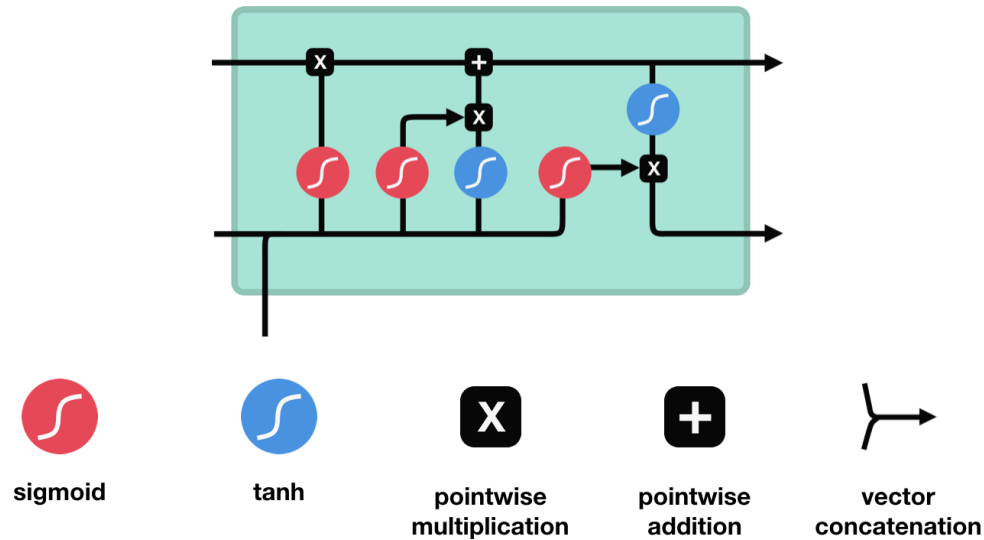 X
+
X
X
X
+
sigmoid
tanh
pointwise
multiplication
pointwise
addition
vector
concatenation